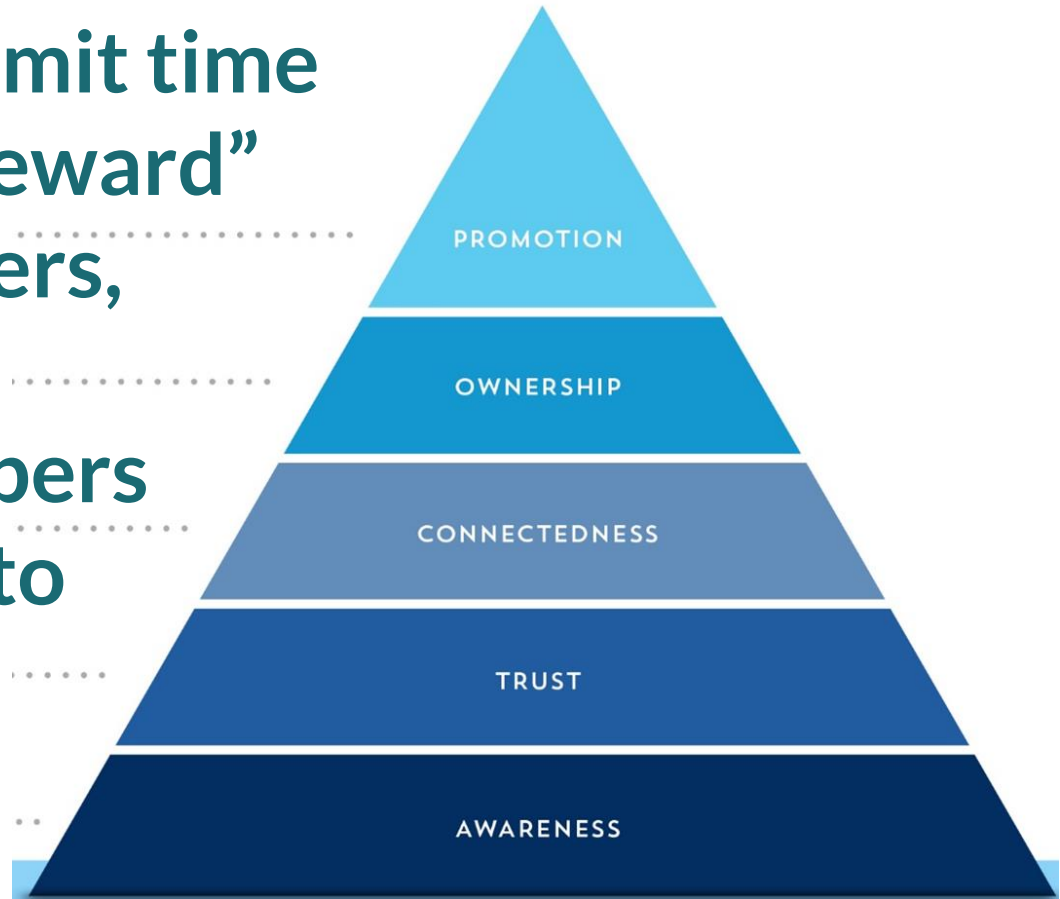 mit time
eward”
ers,
pers
to
PROMOTION
OWNERSHIP
CONNECTEDNESS
TRUST
AWARENESS